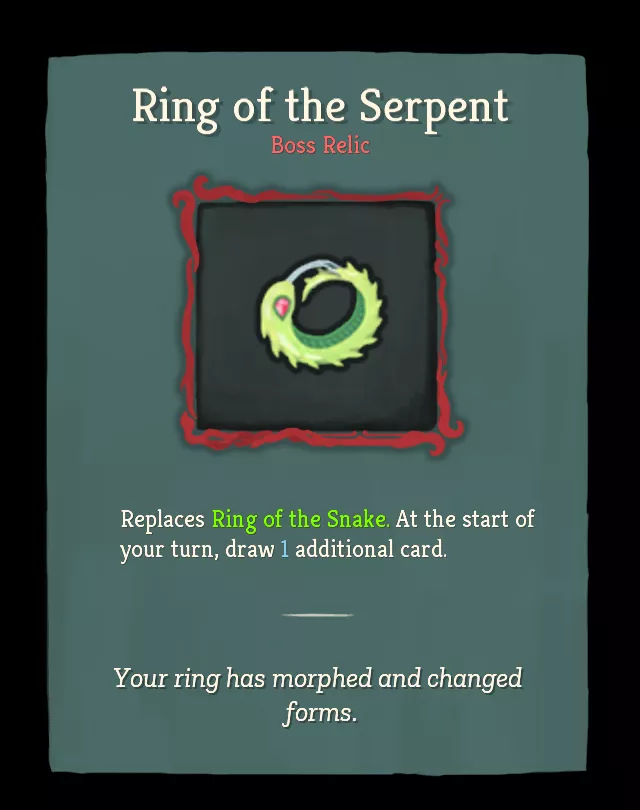 Ring of the Serpent
Boss Relic
Replaces Ring of the Snake. At the start of
your turn, draw 1 additional card.
Your ring has morphed and changed
forms.